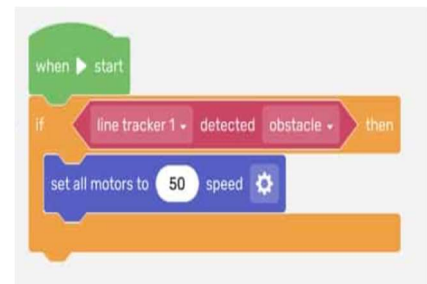 when start
if line tracker 1 detected obstacle then
set all motors to 50 speed